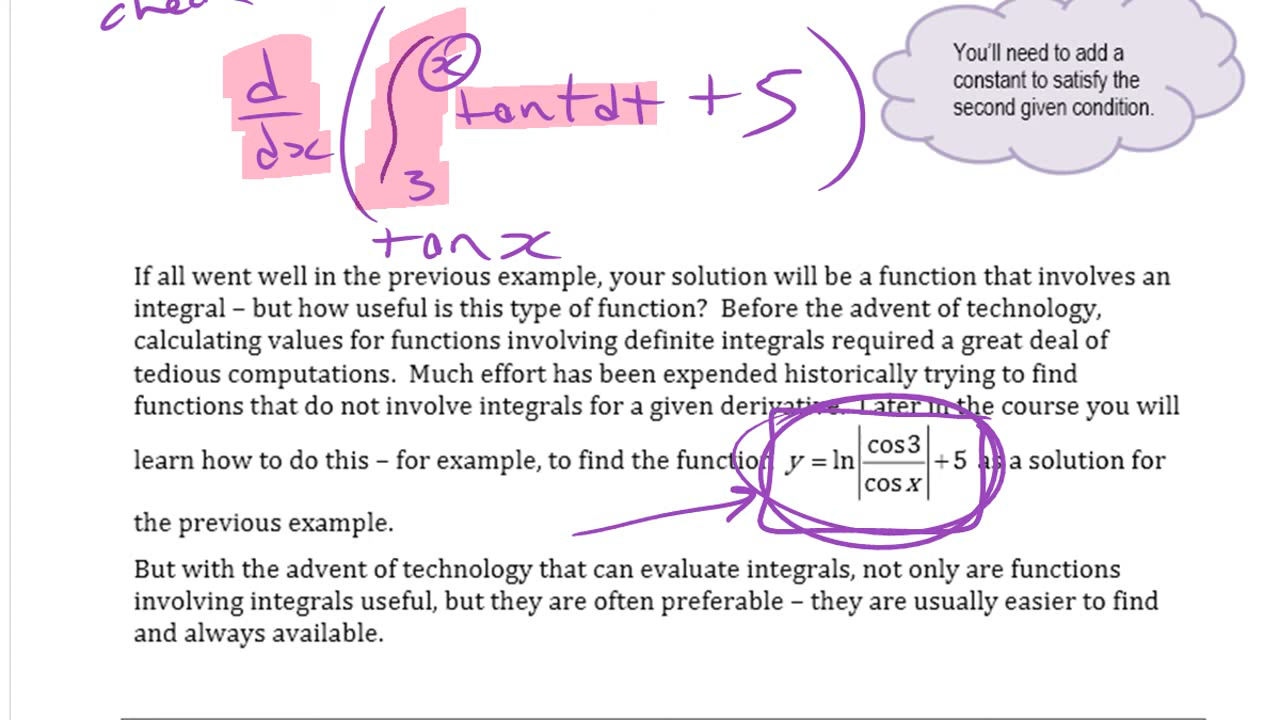 chec
d/dx ( ∫₃ˣ tan t dt + 5 )
You'll need to add a
constant to satisfy the
second given condition.
tan x
If all went well in the previous example, your solution will be a function that involves an
integral – but how useful is this type of function? Before the advent of technology,
calculating values for functions involving definite integrals required a great deal of
tedious computations. Much effort has been expended historically trying to find
functions that do not involve integrals for a given derivative. Later in the course you will
learn how to do this – for example, to find the function y = ln|cos3/cos x| + 5 as a solution for
the previous example.
But with the advent of technology that can evaluate integrals, not only are functions
involving integrals useful, but they are often preferable – they are usually easier to find
and always available.